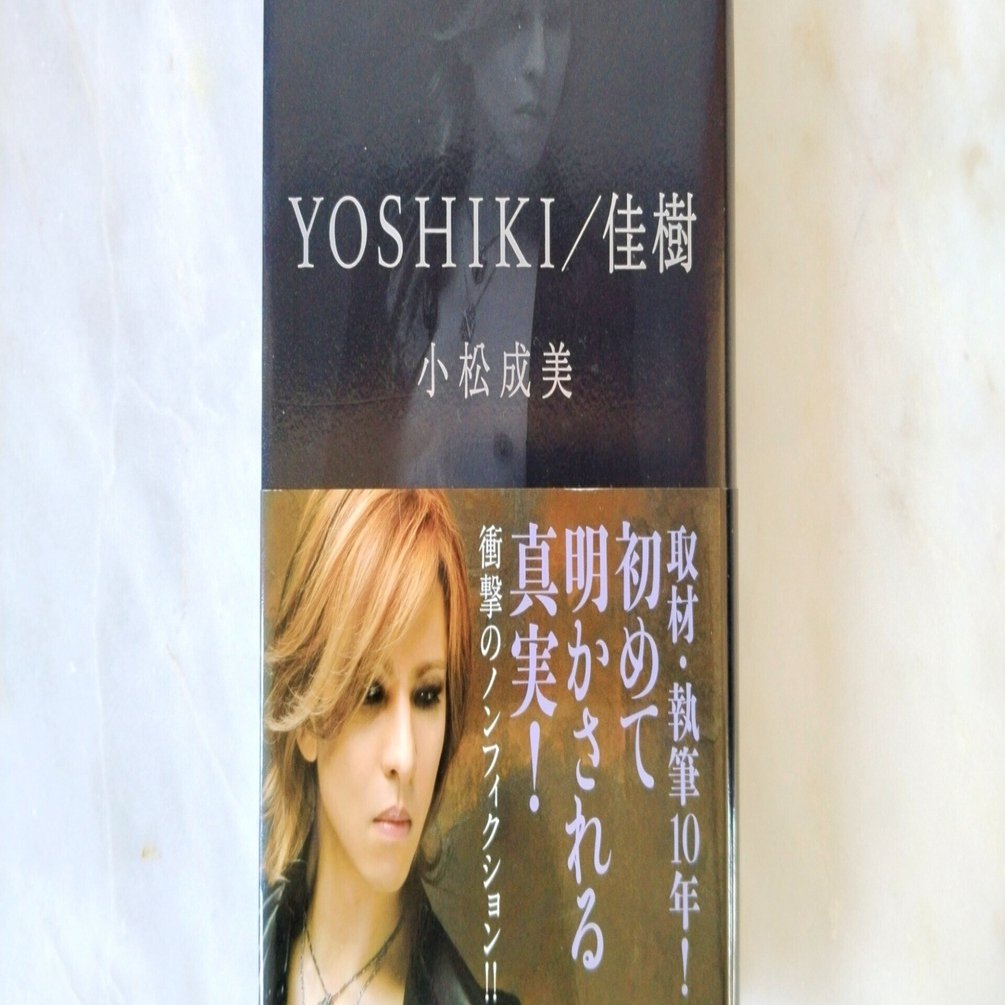 YOSHIKI/佳樹
小松成美
取材・執筆10年！
初めて
明かされる
真実！
衝撃のノンフィクション!!